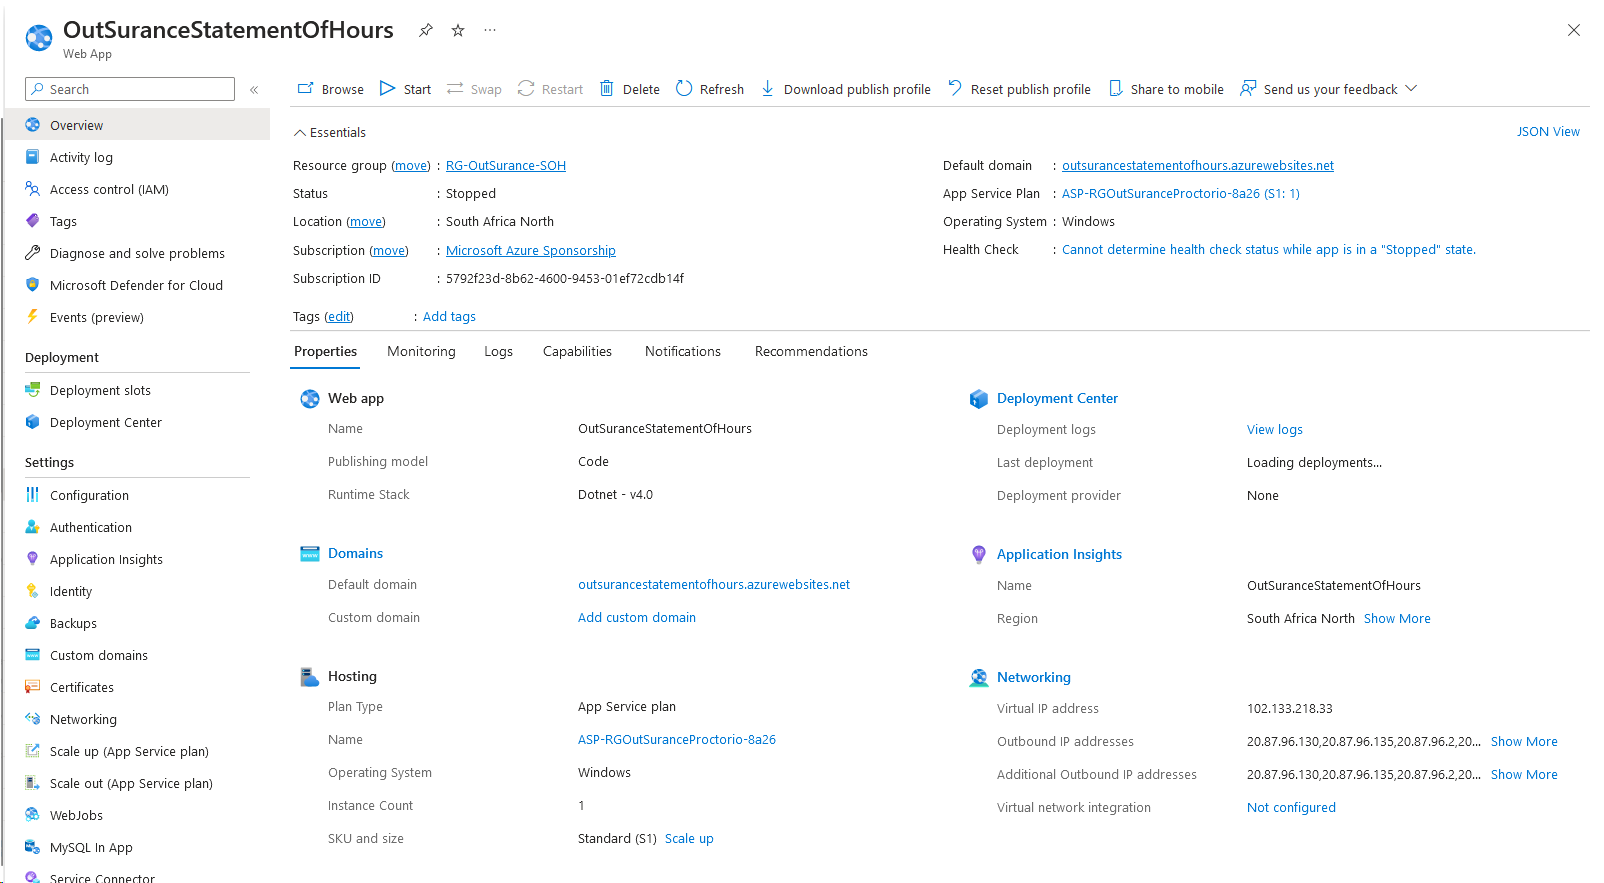 OutSuranceStatementOfHours
Web App
Search
«
Browse Start Swap Restart Delete Refresh Download publish profile Reset publish profile Share to mobile Send us your feedback
Overview
Activity log
Access control (IAM)
Tags
Diagnose and solve problems
Microsoft Defender for Cloud
Events (preview)
Deployment
Deployment slots
Deployment Center
Settings
Configuration
Authentication
Application Insights
Identity
Backups
Custom domains
Certificates
Networking
Scale up (App Service plan)
Scale out (App Service plan)
WebJobs
MySQL In App
Service Connector
Essentials
JSON View
Resource group (move) : RG-OutSurance-SOH
Status : Stopped
Location (move) : South Africa North
Subscription (move) : Microsoft Azure Sponsorship
Subscription ID : 5792f23d-8b62-4600-9453-01ef72cdb14f
Default domain : outsurancestatementofhours.azurewebsites.net
App Service Plan : ASP-RGOutSuranceProctorio-8a26 (S1: 1)
Operating System : Windows
Health Check : Cannot determine health check status while app is in a "Stopped" state.
Tags (edit) : Add tags
Properties Monitoring Logs Capabilities Notifications Recommendations
Web app
Name OutSuranceStatementOfHours
Publishing model Code
Runtime Stack Dotnet - v4.0
Domains
Default domain outsurancestatementofhours.azurewebsites.net
Custom domain Add custom domain
Hosting
Plan Type App Service plan
Name ASP-RGOutSuranceProctorio-8a26
Operating System Windows
Instance Count 1
SKU and size Standard (S1) Scale up
Deployment Center
Deployment logs View logs
Last deployment Loading deployments...
Deployment provider None
Application Insights
Name OutSuranceStatementOfHours
Region South Africa North Show More
Networking
Virtual IP address 102.133.218.33
Outbound IP addresses 20.87.96.130,20.87.96.135,20.87.96.2,20... Show More
Additional Outbound IP addresses 20.87.96.130,20.87.96.135,20.87.96.2,20... Show More
Virtual network integration Not configured